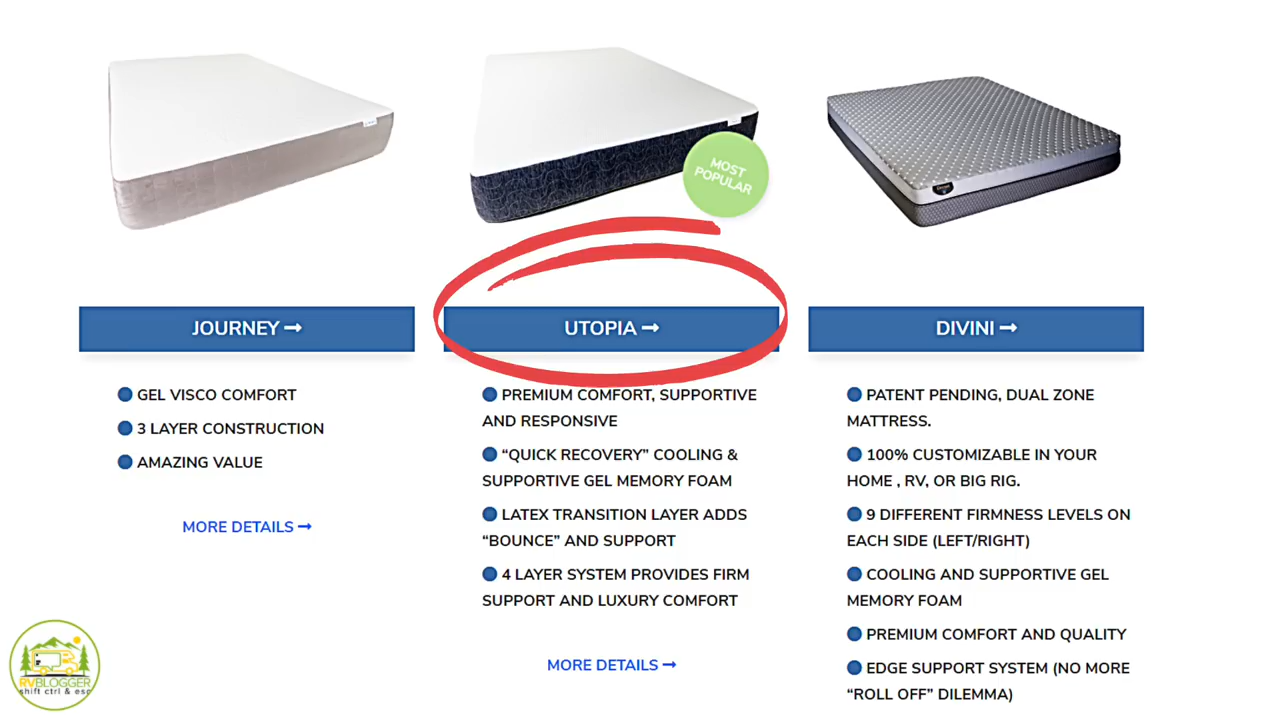 MOST
POPULAR
JOURNEY
GEL VISCO COMFORT
3 LAYER CONSTRUCTION
AMAZING VALUE
MORE DETAILS
UTOPIA
PREMIUM COMFORT, SUPPORTIVE
AND RESPONSIVE
“QUICK RECOVERY” COOLING &
SUPPORTIVE GEL MEMORY FOAM
LATEX TRANSITION LAYER ADDS
“BOUNCE” AND SUPPORT
4 LAYER SYSTEM PROVIDES FIRM
SUPPORT AND LUXURY COMFORT
MORE DETAILS
DIVINI
PATENT PENDING, DUAL ZONE
MATTRESS.
100% CUSTOMIZABLE IN YOUR
HOME , RV, OR BIG RIG.
9 DIFFERENT FIRMNESS LEVELS ON
EACH SIDE (LEFT/RIGHT)
COOLING AND SUPPORTIVE GEL
MEMORY FOAM
PREMIUM COMFORT AND QUALITY
EDGE SUPPORT SYSTEM (NO MORE
“ROLL OFF” DILEMMA)
RVBLOGGER
shift ctrl & esc